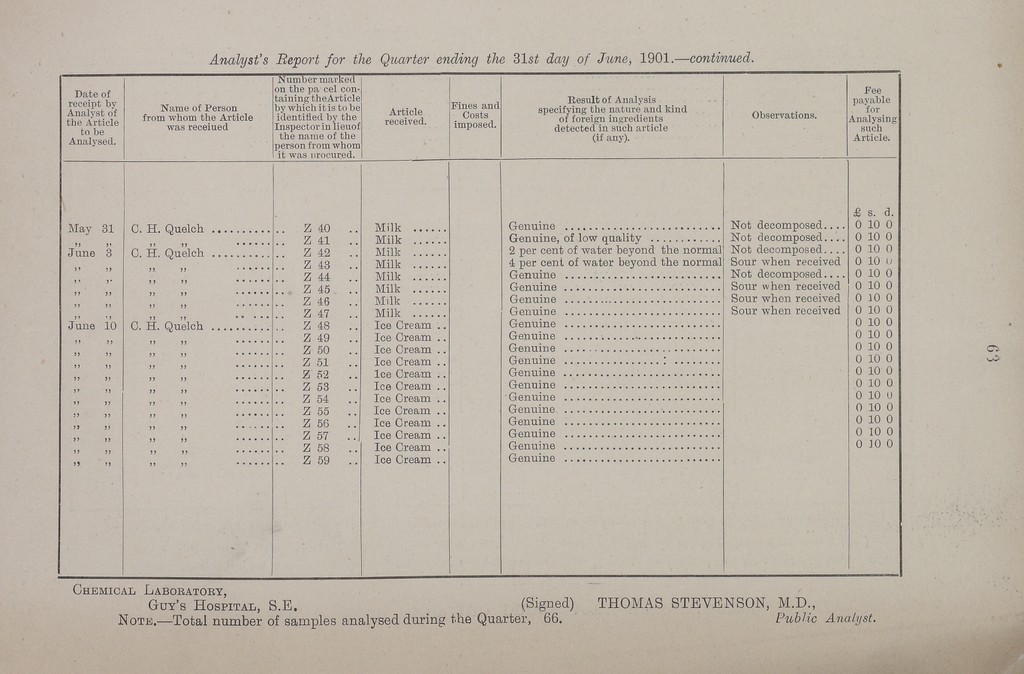 Analyst's Report for the Quarter ending the 31st day of June, 1901.—continued.
Date of receipt by Analyst of the Article to be Analysed.
Name of Person from whom the Article was received
Number marked on the pa cel containing the Article by which it is to be identified by the Inspector in lieu of the name of the person from whom it was procured.
Article received.
Fines and Costs imposed.
Result of Analysis specifying the nature and kind of foreign ingredients detected in such article (if any).
Observations.
Fee payable for Analysing such Article.
£ s. d.
May 31 C. H. Quelch .......... .. Z 40 .. Milk ...... Genuine .......................... Not decomposed.... 0 10 0
,, ,, ,, ,, ...... .. Z 41 .. Milk ...... Genuine, of low quality ............ Not decomposed.... 0 10 0
June 3 C. H. Quelch .......... .. Z 42 .. Milk ...... 2 per cent of water beyond the normal Not decomposed.... 0 10 0
,, ,, ,, ,, ...... .. Z 43 .. Milk ...... 4 per cent of water beyond the normal Sour when received 0 10 0
,, ,, ,, ,, ...... .. Z 44 .. Milk ...... Genuine .......................... Not decomposed.... 0 10 0
,, ,, ,, ,, ...... .. Z 45 .. Milk ...... Genuine .......................... Sour when received 0 10 0
,, ,, ,, ,, ...... .. Z 46 .. Milk ...... Genuine .......................... Sour when received 0 10 0
,, ,, ,, ,, ...... .. Z 47 .. Milk ...... Genuine .......................... Sour when received 0 10 0
June 10 C. H. Quelch .......... .. Z 48 .. Ice Cream .. Genuine .......................... 0 10 0
,, ,, ,, ,, ...... .. Z 49 .. Ice Cream .. Genuine .......................... 0 10 0
,, ,, ,, ,, ...... .. Z 50 .. Ice Cream .. Genuine .......................... 0 10 0
,, ,, ,, ,, ...... .. Z 51 .. Ice Cream .. Genuine .......................... 0 10 0
,, ,, ,, ,, ...... .. Z 52 .. Ice Cream .. Genuine .......................... 0 10 0
,, ,, ,, ,, ...... .. Z 53 .. Ice Cream .. Genuine .......................... 0 10 0
,, ,, ,, ,, ...... .. Z 54 .. Ice Cream .. Genuine .......................... 0 10 0
,, ,, ,, ,, ...... .. Z 55 .. Ice Cream .. Genuine .......................... 0 10 0
,, ,, ,, ,, ...... .. Z 56 .. Ice Cream .. Genuine .......................... 0 10 0
,, ,, ,, ,, ...... .. Z 57 .. Ice Cream .. Genuine .......................... 0 10 0
,, ,, ,, ,, ...... .. Z 58 .. Ice Cream .. Genuine .......................... 0 10 0
,, ,, ,, ,, ...... .. Z 59 .. Ice Cream .. Genuine ..........................
CHEMICAL LABORATORY,
GUY'S HOSPITAL, S.E. (Signed) THOMAS STEVENSON, M.D.,
NOTE.—Total number of samples analysed during the Quarter, 66. Public Analyst.
63